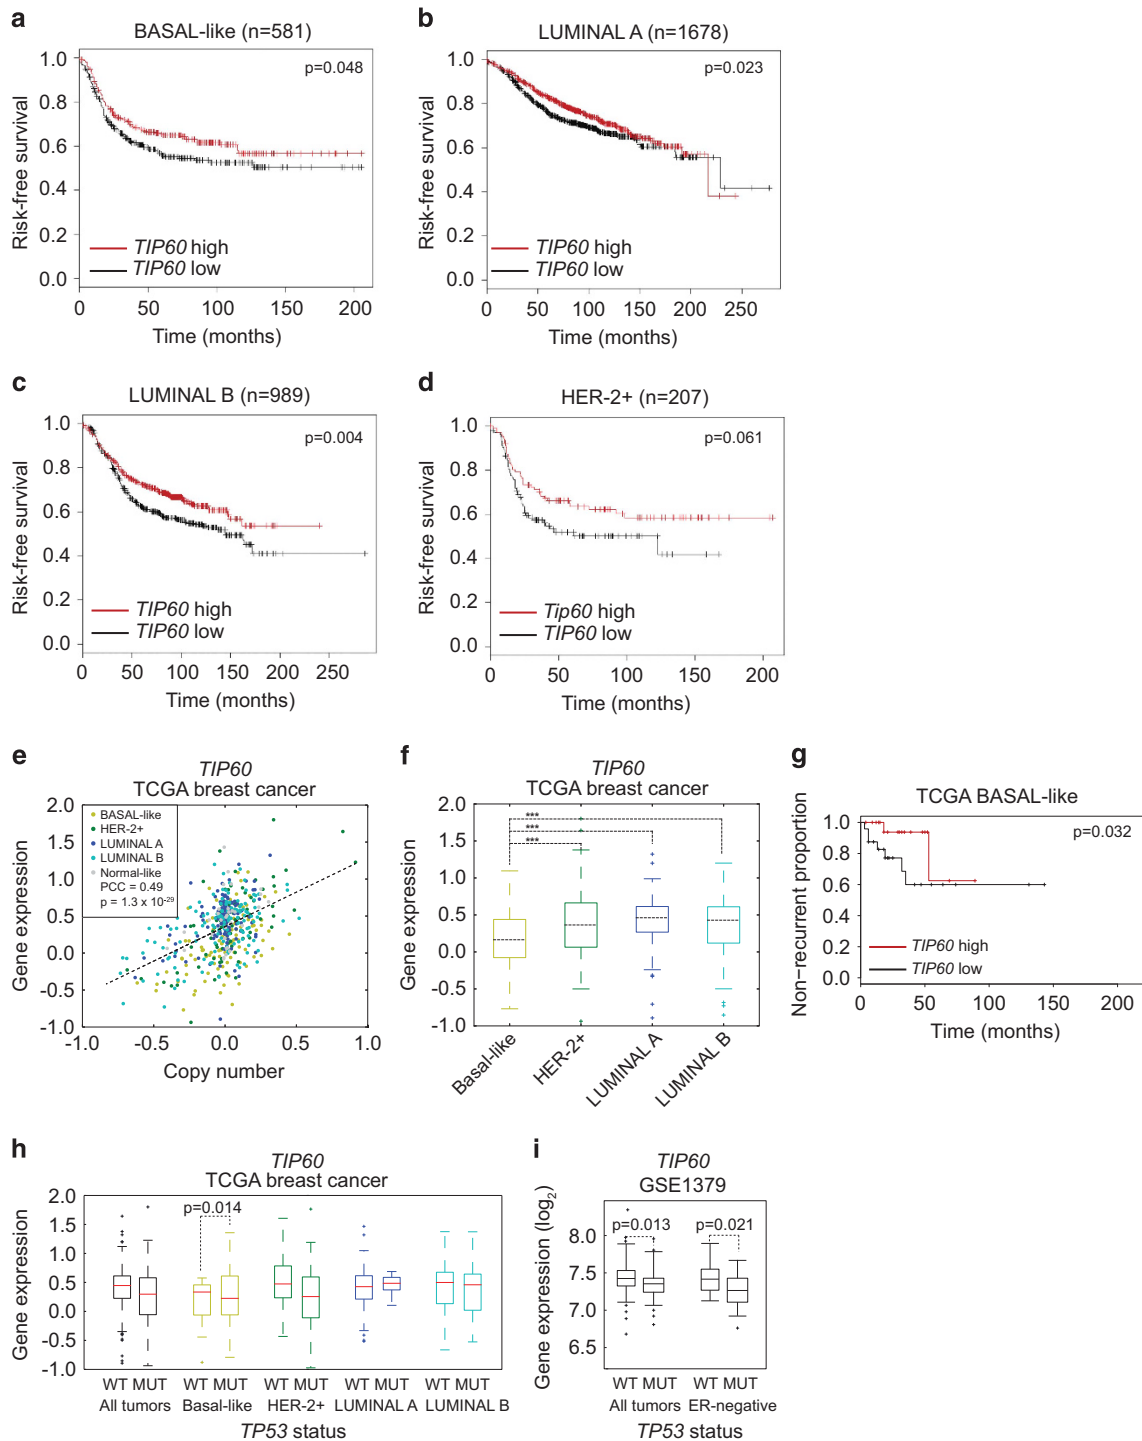 a
BASAL-like (n=581)
p=0.048
Risk-free survival
1.0
0.8
0.6
0.4
0.2
0.0
TIP60 high
TIP60 low
0 50 100 150 200
Time (months)
b
LUMINAL A (n=1678)
p=0.023
Risk-free survival
1.0
0.8
0.6
0.4
0.2
0.0
TIP60 high
TIP60 low
0 50 100 150 200 250
Time (months)
c
LUMINAL B (n=989)
p=0.004
Risk-free survival
1.0
0.8
0.6
0.4
0.2
0.0
TIP60 high
TIP60 low
0 50 100 150 200 250
Time (months)
d
HER-2+ (n=207)
p=0.061
Risk-free survival
1.0
0.8
0.6
0.4
0.2
0.0
Tip60 high
TIP60 low
0 50 100 150 200
Time (months)
e
TIP60
TCGA breast cancer
Gene expression
2.0
1.5
1.0
0.5
0.0
-0.5
-1.0
BASAL-like
HER-2+
LUMINAL A
LUMINAL B
Normal-like
PCC = 0.49
p = 1.3 x 10⁻²⁹
-1.0 -0.5 0.0 0.5 1.0
Copy number
f
TIP60
TCGA breast cancer
Gene expression
2.0
1.5
1.0
0.5
0.0
-0.5
-1.0
***
***
***
Basal-like
HER-2+
LUMINAL A
LUMINAL B
g
TCGA BASAL-like
p=0.032
Non-recurrent proportion
1.0
0.8
0.6
0.4
0.2
0.0
TIP60 high
TIP60 low
0 50 100 150 200
Time (months)
h
TIP60
TCGA breast cancer
Gene expression
2.0
1.5
1.0
0.5
0.0
-0.5
-1.0
p=0.014
WT MUT WT MUT WT MUT WT MUT WT MUT
All tumors Basal-like HER-2+ LUMINAL A LUMINAL B
TP53 status
i
TIP60
GSE1379
Gene expression (log₂)
8.0
7.5
7.0
6.5
p=0.013 p=0.021
WT MUT WT MUT
All tumors ER-negative
TP53 status